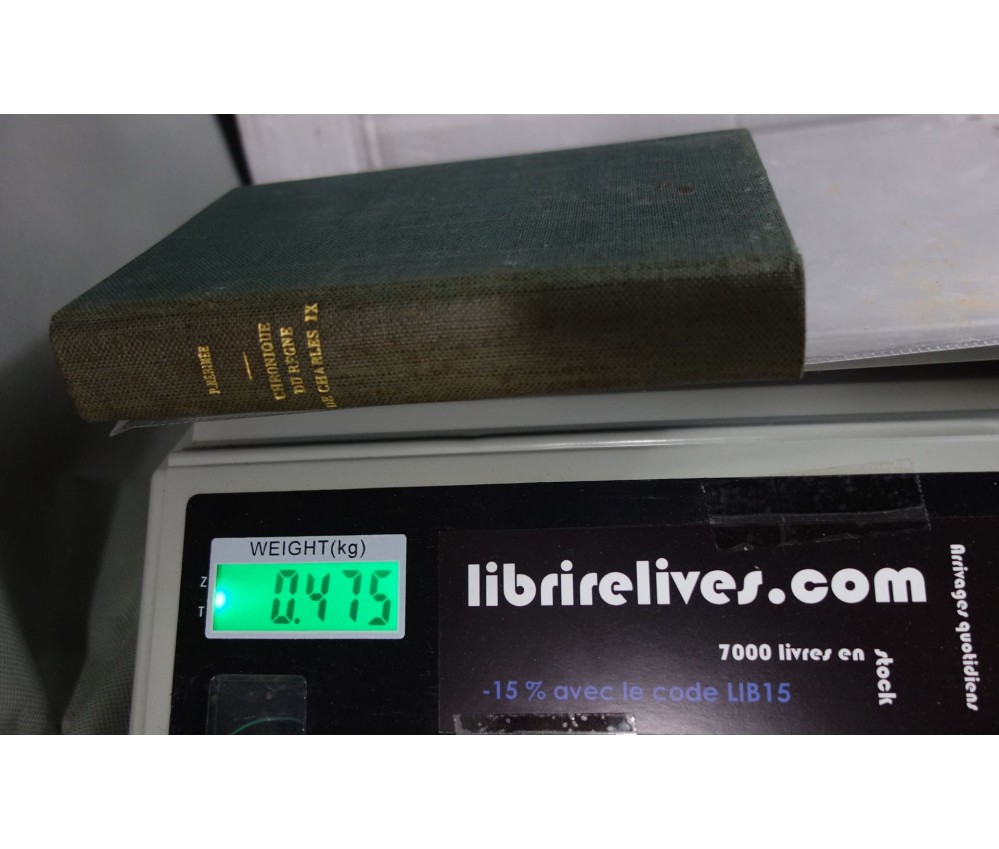 P. MÉRIMÉE
CHRONIQUE
DU RÈGNE
DE CHARLES IX
WEIGHT(kg)
Z
T
0.475
librirelives.com
7000 livres en stock
-15 % avec le code LIB15
Arrivages quotidiens